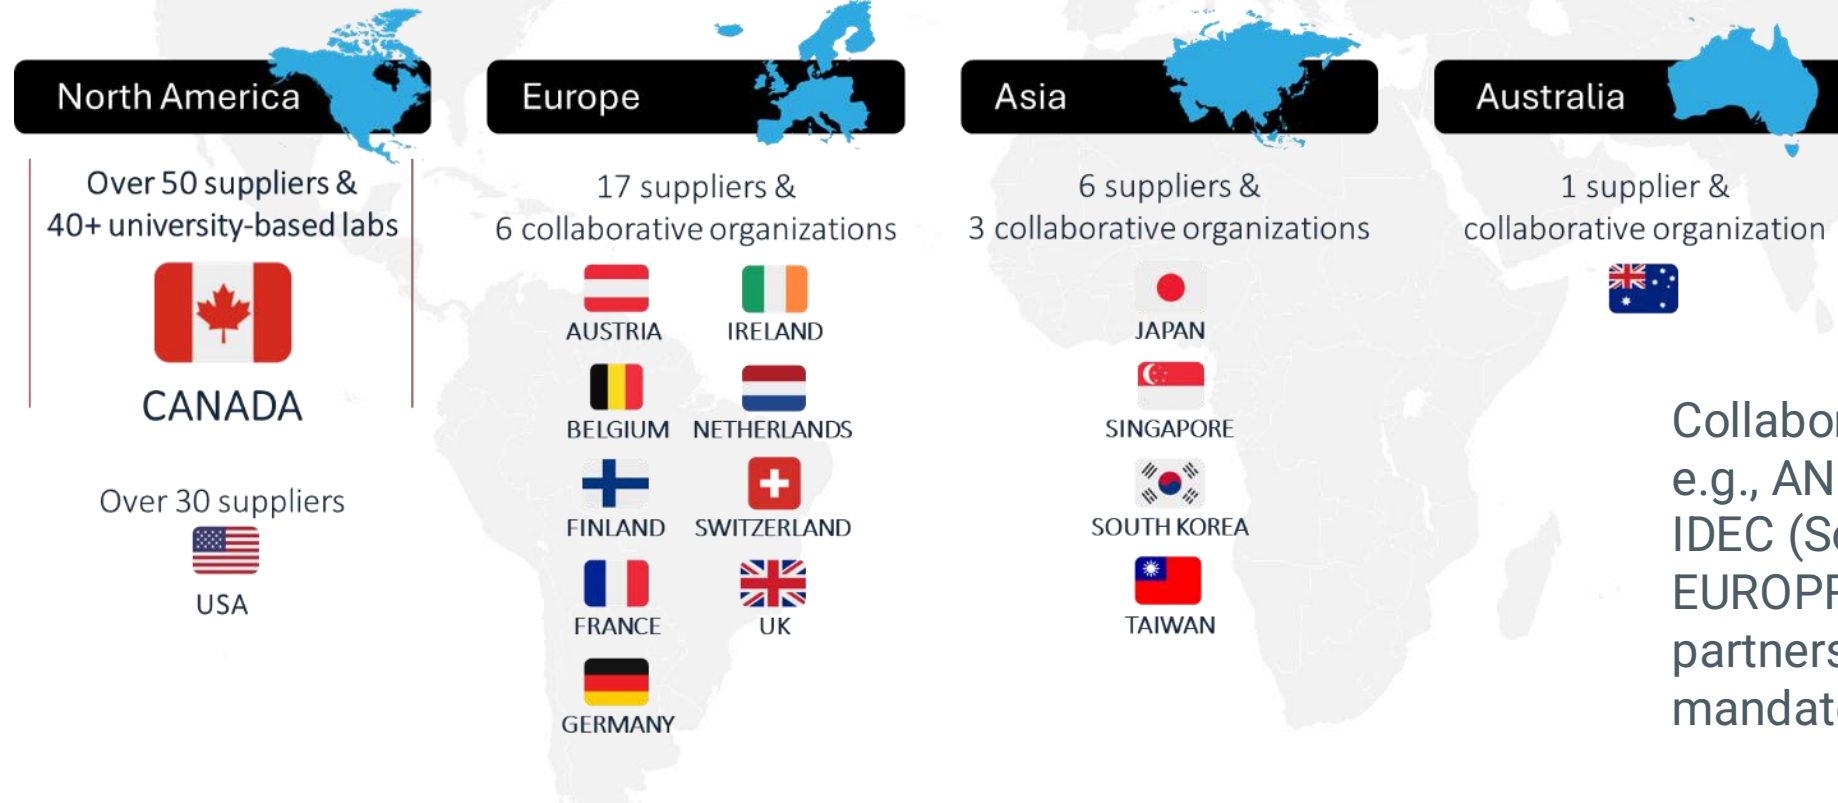 North America
Over 50 suppliers &
40+ university-based labs
CANADA
Over 30 suppliers
USA
Europe
17 suppliers &
6 collaborative organizations
AUSTRIA IRELAND
BELGIUM NETHERLANDS
FINLAND SWITZERLAND
FRANCE UK
GERMANY
Asia
6 suppliers &
3 collaborative organizations
JAPAN
SINGAPORE
SOUTH KOREA
TAIWAN
Australia
1 supplier &
collaborative organization
e.g.,
IDEC